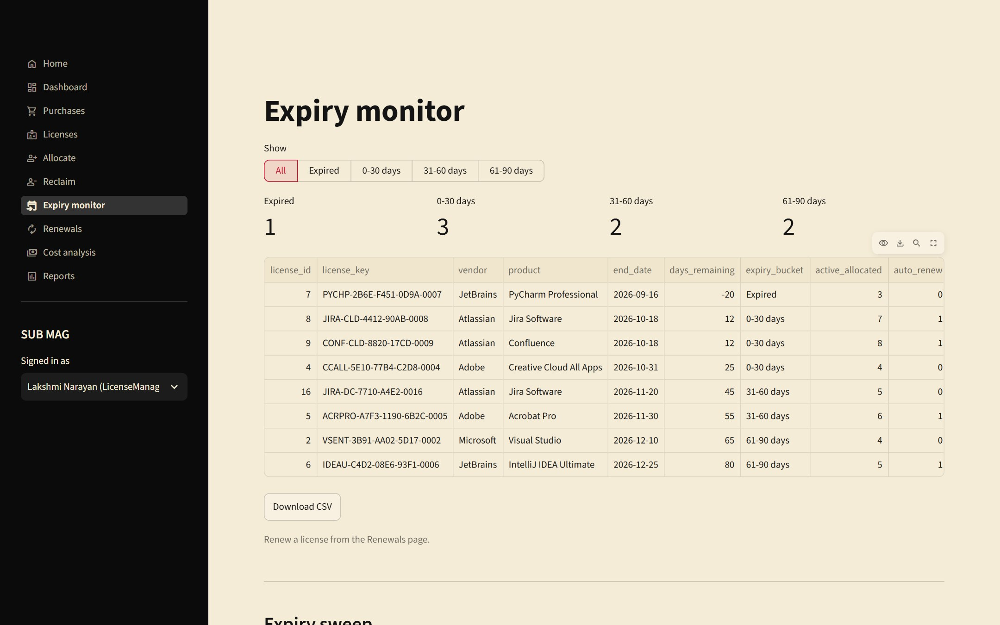 Home
Dashboard
Purchases
Licenses
Allocate
Reclaim
Expiry monitor
Renewals
Cost analysis
Reports
SUB MAG
Signed in as
Lakshmi Narayan (LicenseManag
Expiry monitor
Show
All Expired 0-30 days 31-60 days 61-90 days
Expired 0-30 days 31-60 days 61-90 days
1 3 2 2
license_id license_key vendor product end_date days_remaining expiry_bucket active_allocated auto_renew
7 PYCHP-2B6E-F451-0D9A-0007 JetBrains PyCharm Professional 2026-09-16 -20 Expired 3 0
8 JIRA-CLD-4412-90AB-0008 Atlassian Jira Software 2026-10-18 12 0-30 days 7 1
9 CONF-CLD-8820-17CD-0009 Atlassian Confluence 2026-10-18 12 0-30 days 8 1
4 CCALL-5E10-77B4-C2D8-0004 Adobe Creative Cloud All Apps 2026-10-31 25 0-30 days 4 0
16 JIRA-DC-7710-A4E2-0016 Atlassian Jira Software 2026-11-20 45 31-60 days 5 0
5 ACRPRO-A7F3-1190-6B2C-0005 Adobe Acrobat Pro 2026-11-30 55 31-60 days 6 1
2 VSENT-3B91-AA02-5D17-0002 Microsoft Visual Studio 2026-12-10 65 61-90 days 4 0
6 IDEAU-C4D2-08E6-93F1-0006 JetBrains IntelliJ IDEA Ultimate 2026-12-25 80 61-90 days 5 1
Download CSV
Renew a license from the Renewals page.
Expiry sweep